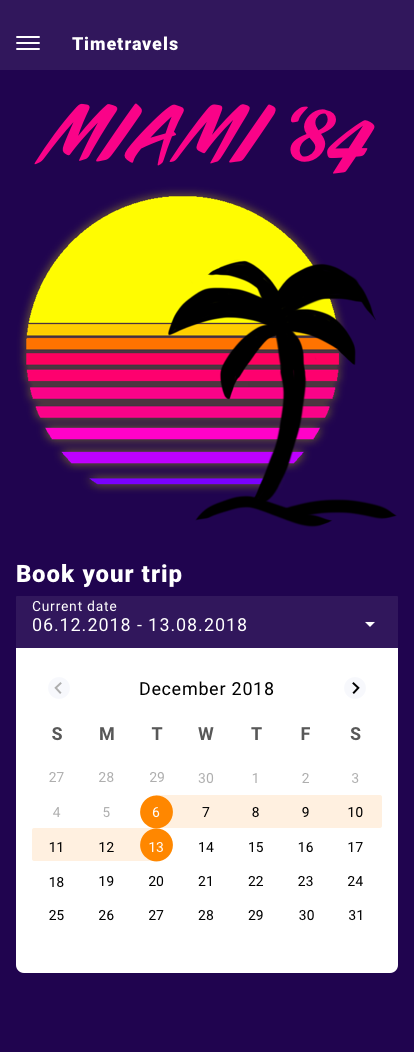 Timetravels
MIAMI '84
Book your trip
Current date
06.12.2018 - 13.08.2018
December 2018
S M T W T F S
27 28 29 30 1 2 3
4 5 6 7 8 9 10
11 12 13 14 15 16 17
18 19 20 21 22 23 24
25 26 27 28 29 30 31